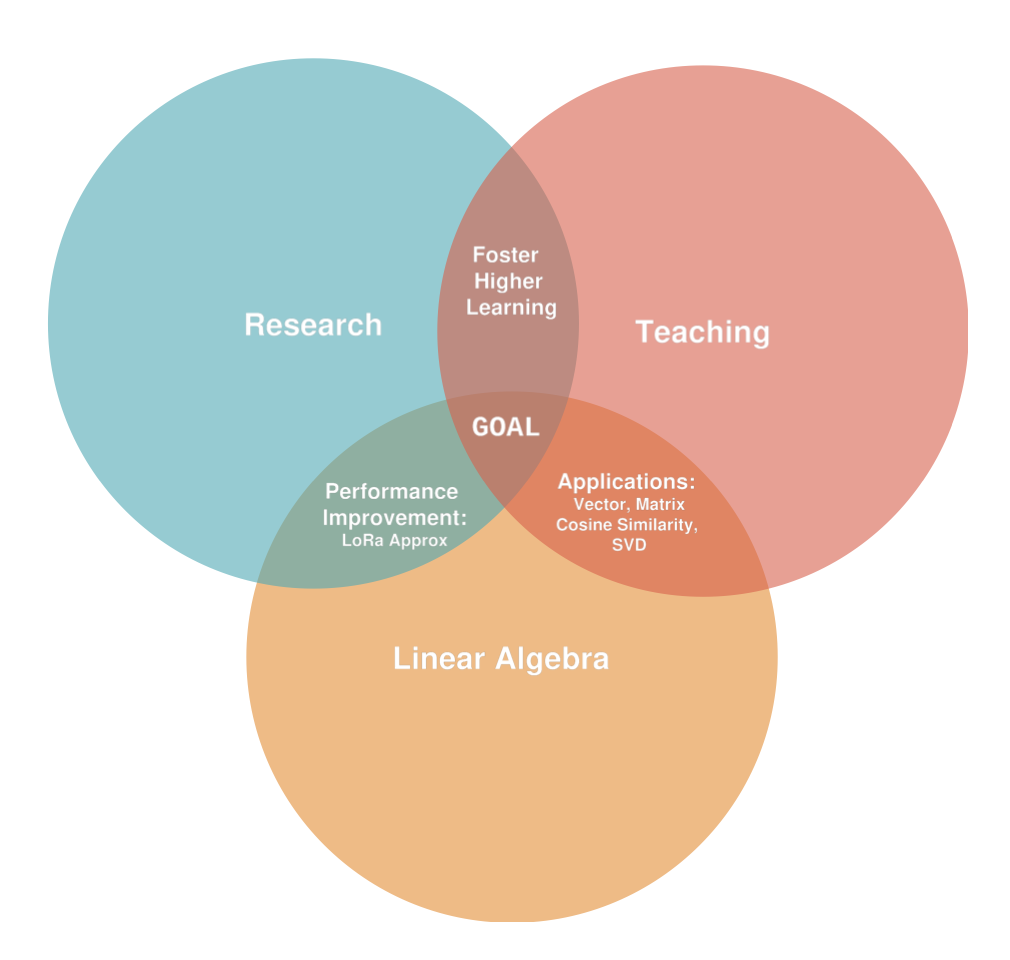 Foster
Higher
Learning
Research
Teaching
GOAL
Performance
Improvement:
LoRa Approx
Applications:
Vector, Matrix
Cosine Similarity,
SVD
Linear Algebra